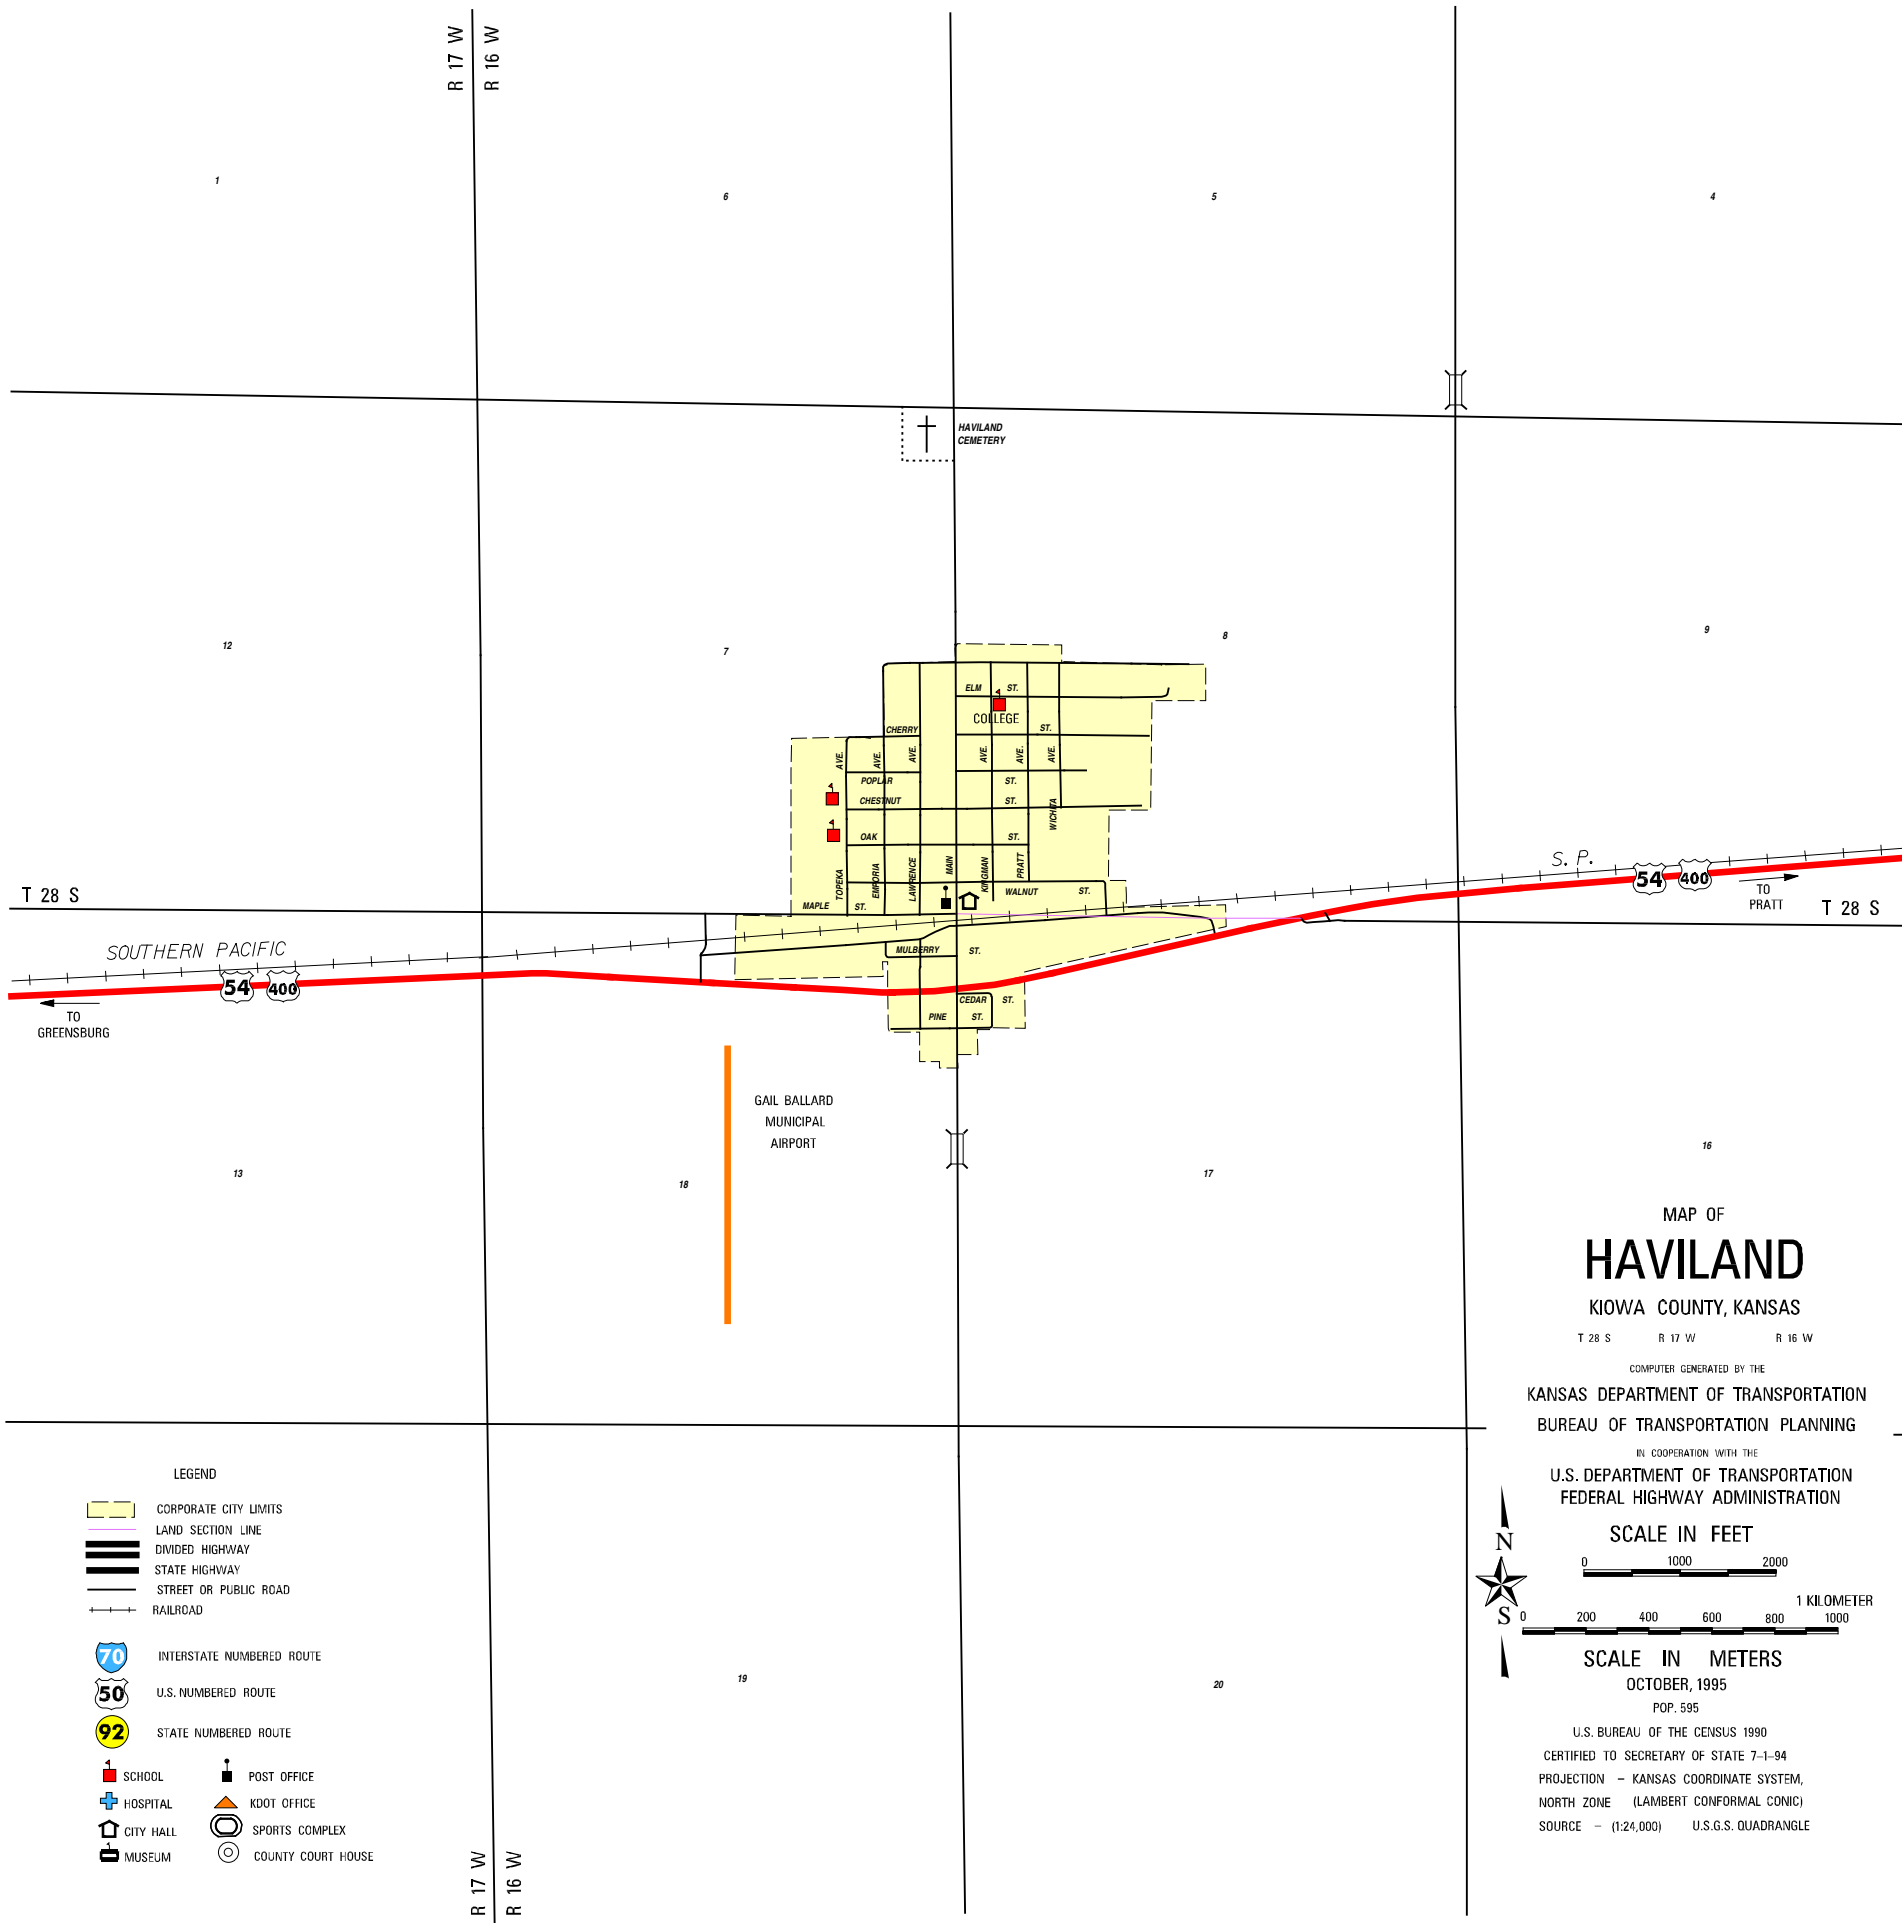 R 17 W
R 16 W
1
6
5
4
HAVILAND
CEMETERY
12
7
8
9
ELM ST.
COLLEGE
CHERRY ST.
AVE.
AVE.
AVE.
AVE.
AVE.
AVE.
POPLAR ST.
CHESTNUT ST.
WICHITA
OAK ST.
TOPEKA
EMPORIA
LAWRENCE
MAIN
KINGMAN
PRATT
WALNUT ST.
MAPLE ST.
T 28 S
S. P.
54
400
TO
PRATT
T 28 S
SOUTHERN PACIFIC
MULBERRY ST.
54
400
TO
GREENSBURG
CEDAR ST.
PINE ST.
GAIL BALLARD
MUNICIPAL
AIRPORT
13
18
17
16
MAP OF
HAVILAND
KIOWA COUNTY, KANSAS
T 28 S R 17 W R 16 W
COMPUTER GENERATED BY THE
KANSAS DEPARTMENT OF TRANSPORTATION
BUREAU OF TRANSPORTATION PLANNING
IN COOPERATION WITH THE
U.S. DEPARTMENT OF TRANSPORTATION
FEDERAL HIGHWAY ADMINISTRATION
N
S
SCALE IN FEET
0 1000 2000
1 KILOMETER
0 200 400 600 800 1000
SCALE IN METERS
OCTOBER, 1995
POP. 595
U.S. BUREAU OF THE CENSUS 1990
CERTIFIED TO SECRETARY OF STATE 7-1-94
PROJECTION - KANSAS COORDINATE SYSTEM,
NORTH ZONE (LAMBERT CONFORMAL CONIC)
SOURCE - (1:24,000) U.S.G.S. QUADRANGLE
19
20
LEGEND
CORPORATE CITY LIMITS
LAND SECTION LINE
DIVIDED HIGHWAY
STATE HIGHWAY
STREET OR PUBLIC ROAD
RAILROAD
70 INTERSTATE NUMBERED ROUTE
50 U.S. NUMBERED ROUTE
92 STATE NUMBERED ROUTE
SCHOOL
POST OFFICE
HOSPITAL
KDOT OFFICE
CITY HALL
SPORTS COMPLEX
MUSEUM
COUNTY COURT HOUSE
R 17 W
R 16 W